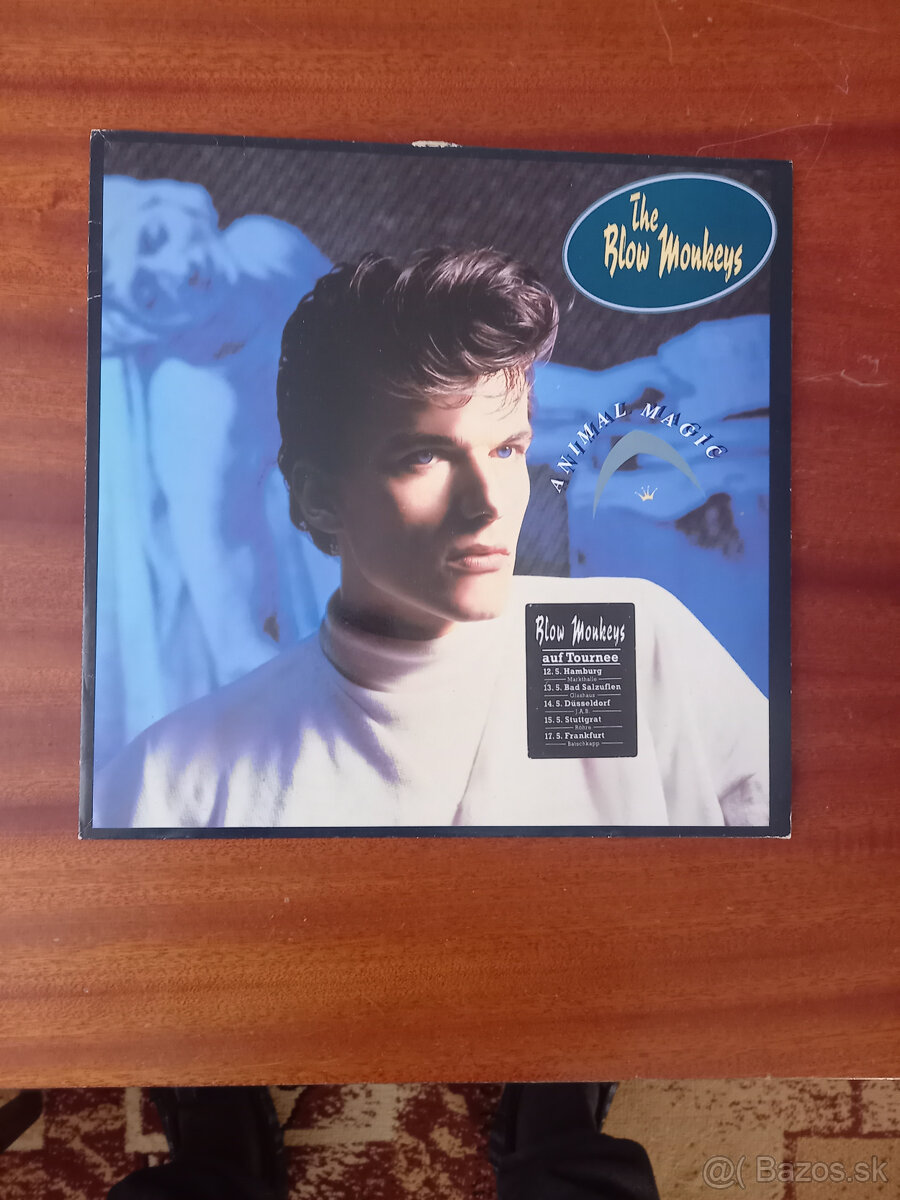 The
Blow Monkeys
ANIMAL MAGIC
Blow Monkeys
auf Tournee
12. 5. Hamburg
Markthalle
13. 5. Bad Salzuflen
Glashaus
14. 5. Düsseldorf
J.A.B.
15. 5. Stuttgrat
Röhre
17. 5. Frankfurt
Batschkapp
@( Bazos.sk